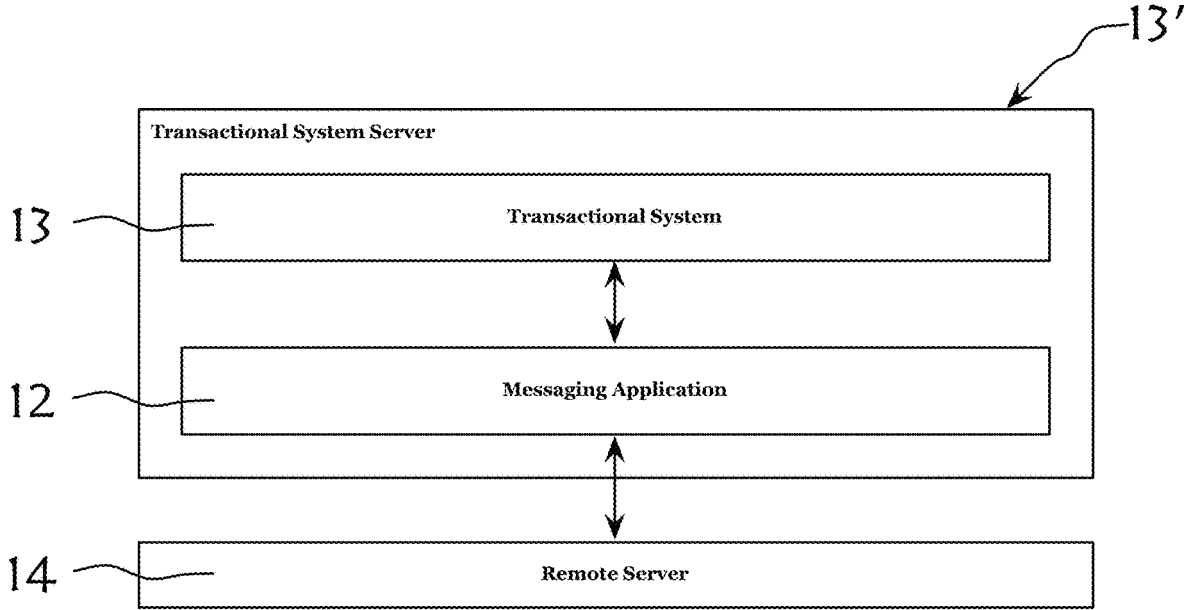 13'
Transactional System Server
13
Transactional System
12
Messaging Application
14
Remote Server